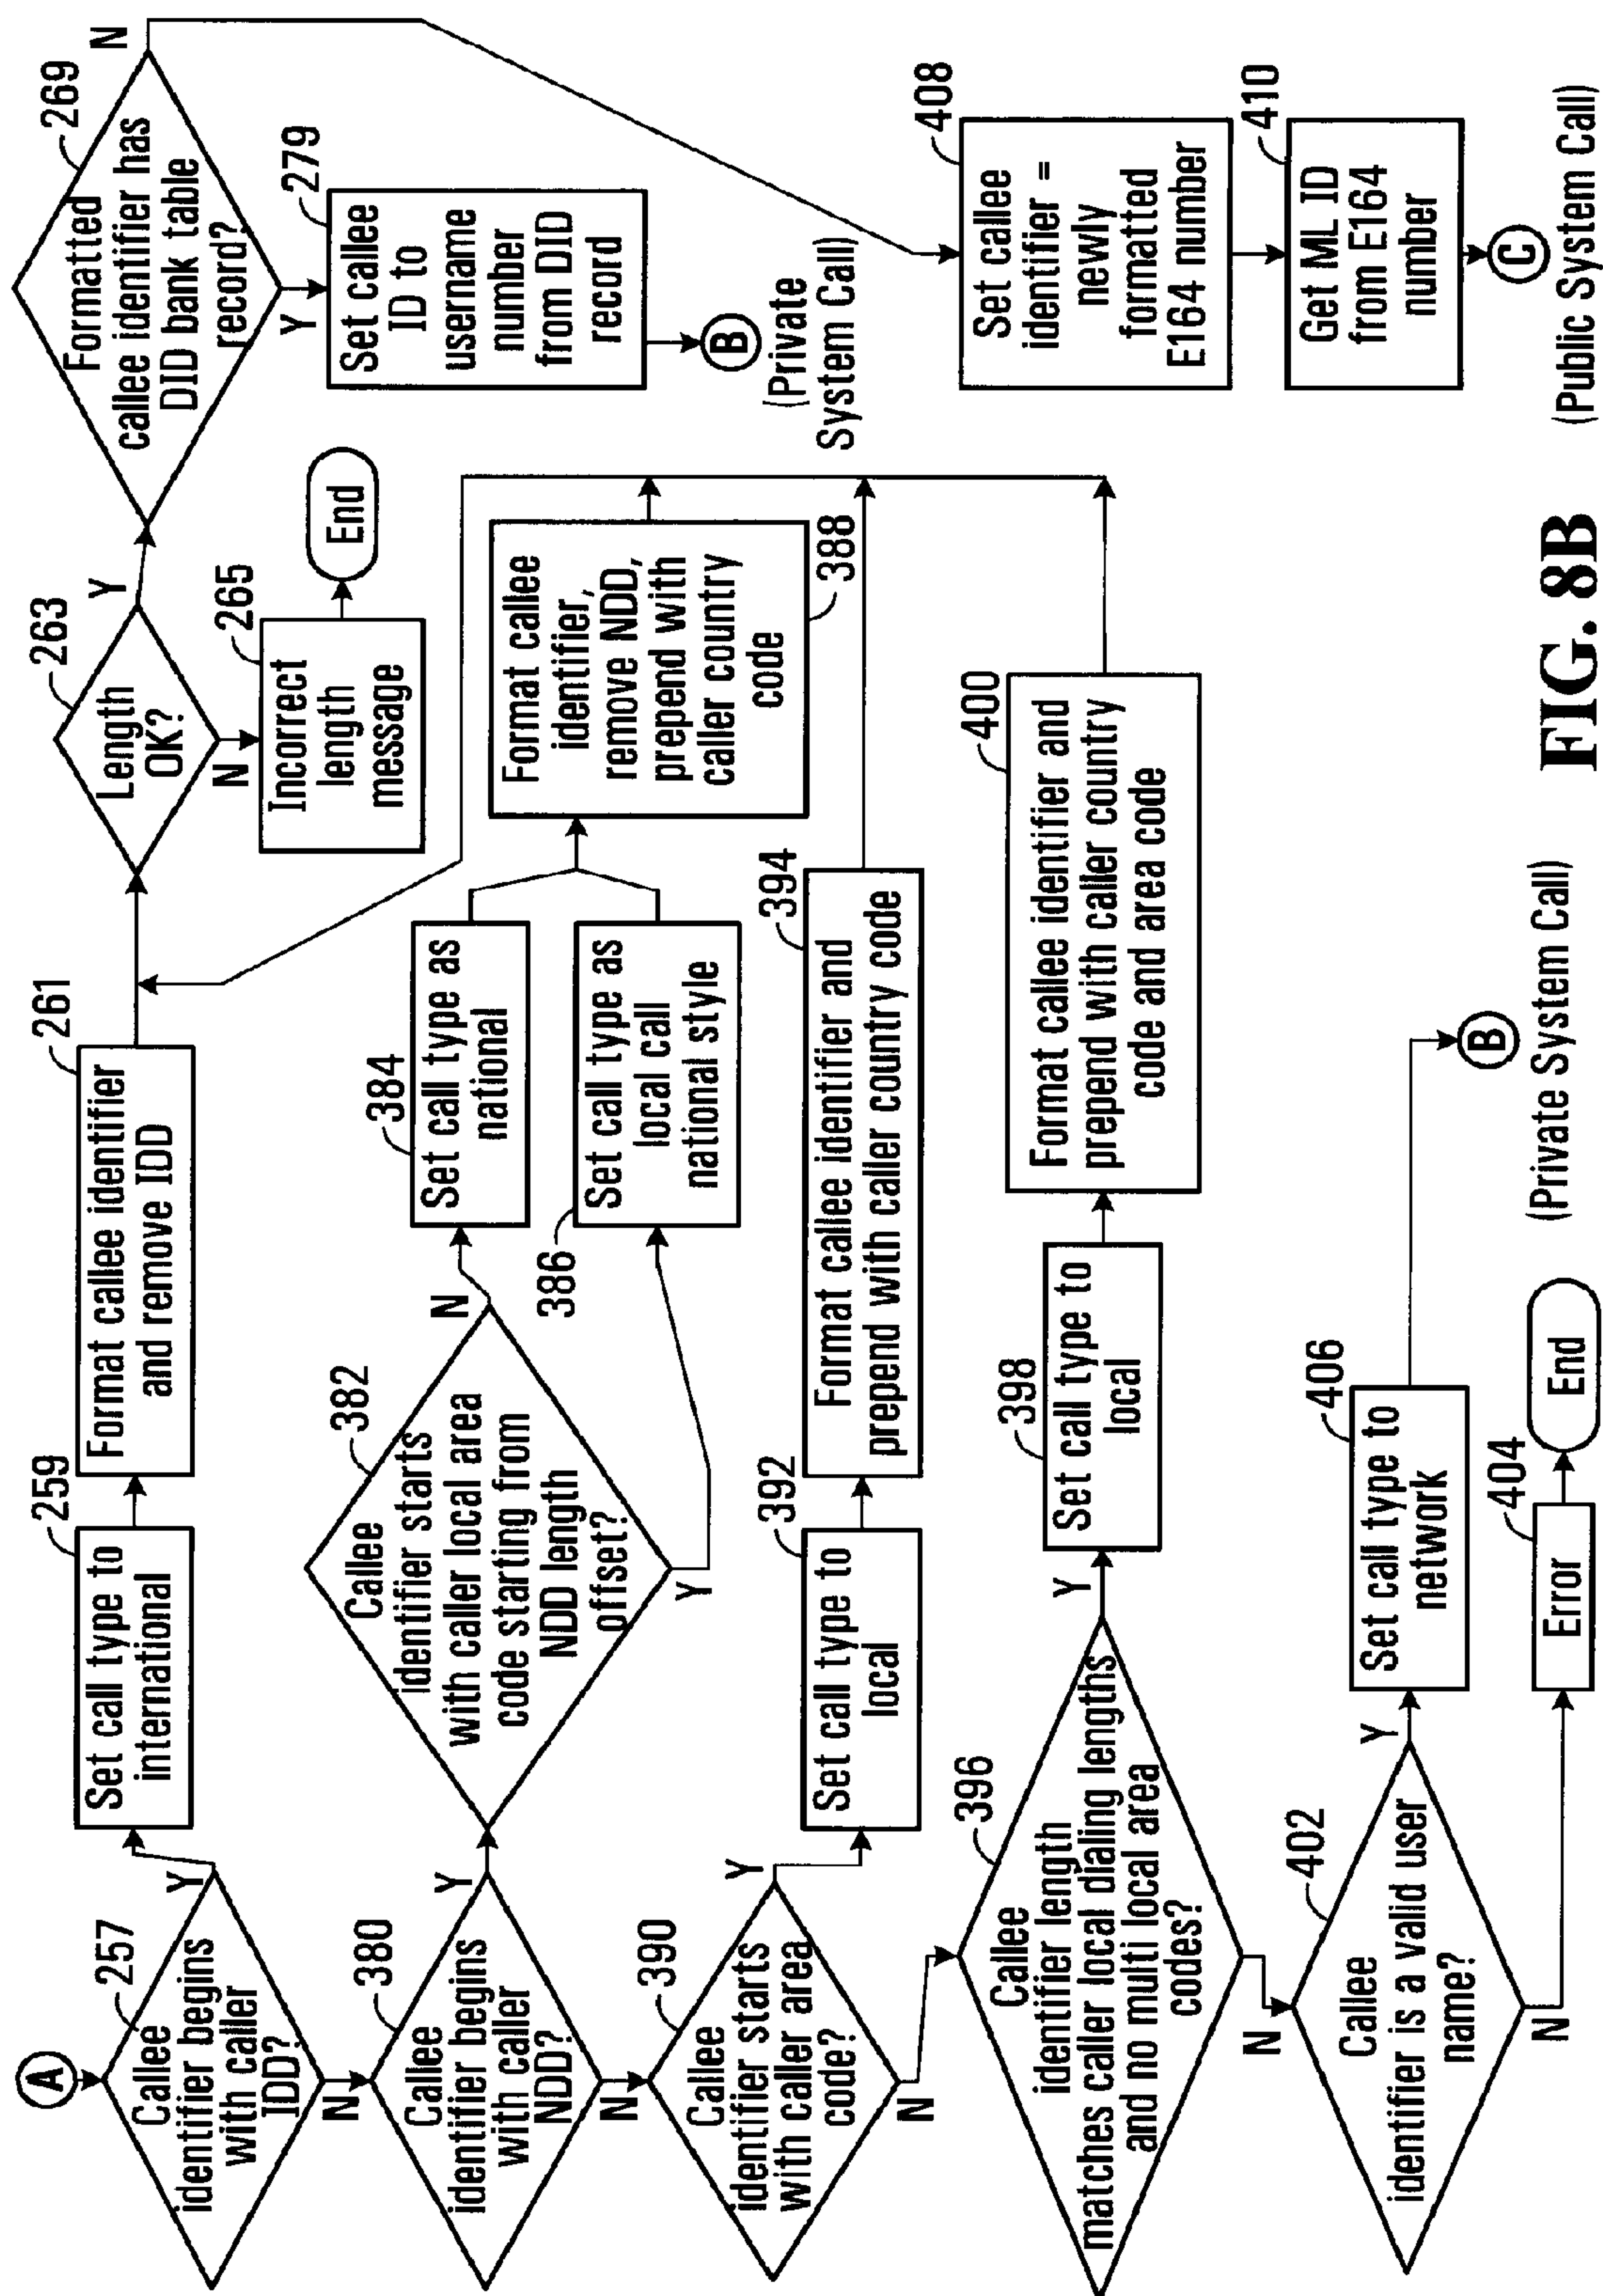 A
257
Callee
identifier begins
with caller
IDD?
Y
N
259
Set call type to
international
261
Format callee identifier
and remove IDD
263
Length
OK?
Y
N
265
Incorrect
length
message
End
269
Formatted
callee identifier has
DID bank table
record?
N
Y
279
Set callee
ID to
username
number
from DID
record
B
(Private
System Call)
380
Callee
identifier begins
with caller
NDD?
Y
N
382
Callee
identifier starts
with caller local area
code starting from
NDD length
offset?
N
Y
384
Set call type as
national
386
Set call type as
local call
national style
388
Format callee
identifier,
remove NDD,
prepend with
caller country
code
390
Callee
identifier starts
with caller area
code?
Y
N
392
Set call type to
local
394
Format callee identifier and
prepend with caller country code
396
Callee
identifier length
matches caller local dialing lengths
and no multi local area
codes?
Y
N
398
Set call type to
local
400
Format callee identifier and
prepend with caller country
code and area code
402
Callee
identifier is a valid user
name?
Y
N
404
Error
End
406
Set call type to
network
B
(Private System Call)
408
Set callee
identifier =
newly
formatted
E164 number
410
Get ML ID
from E164
number
C
(Public System Call)
FIG. 8B